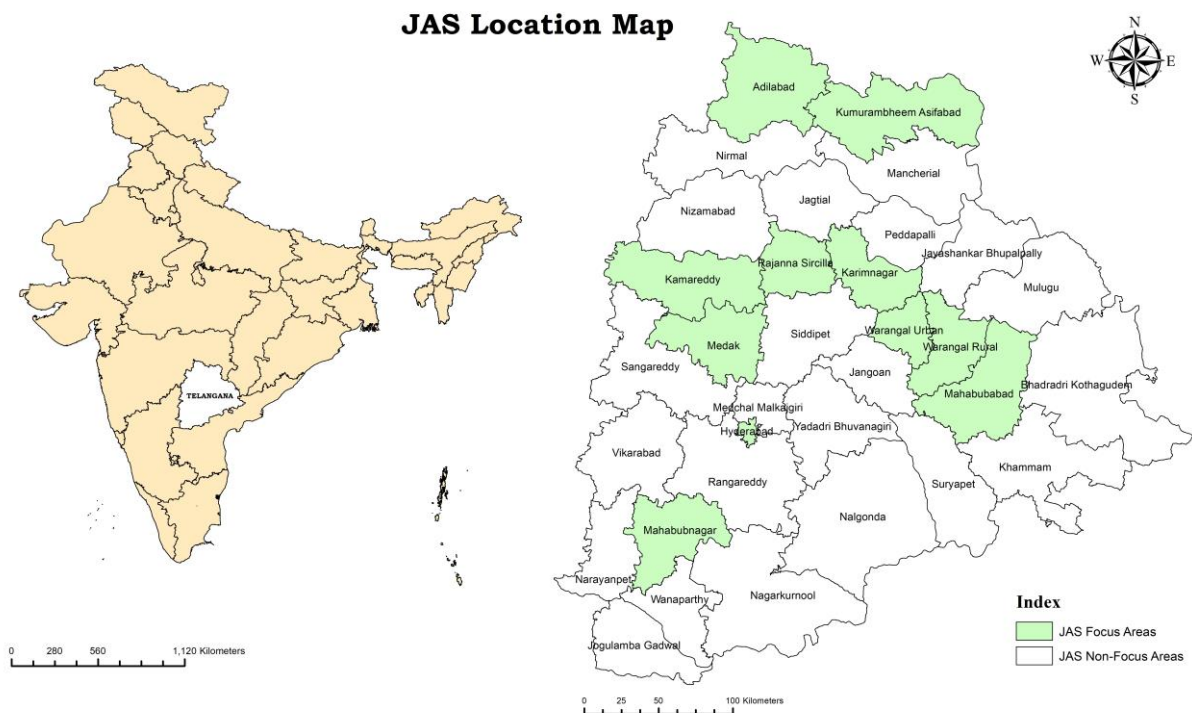 JAS Location Map
N
W
E
S
Adilabad
Kumurambheem Asifabad
Nirmal
Mancherial
Jagtial
Nizamabad
Peddapalli
Jayashankar Bhupalpally
Rajanna Sircilla
Karimnagar
Kamareddy
Mulugu
Warangal Urban
Siddipet
Medak
Warangal Rural
Sangareddy
Jangoan
Bhadradri Kothagudem
Mahabubabad
TELANGANA
Medchal Malkajgiri
Yadadri Bhuvanagiri
Hyderabad
Vikarabad
Khammam
Rangareddy
Suryapet
Nalgonda
Mahabubnagar
Narayanpet
Nagarkurnool
Wanaparthy
Jogulamba Gadwal
Index
JAS Focus Areas
JAS Non-Focus Areas
0 280 560 1,120 Kilometers
0 25 50 100 Kilometers